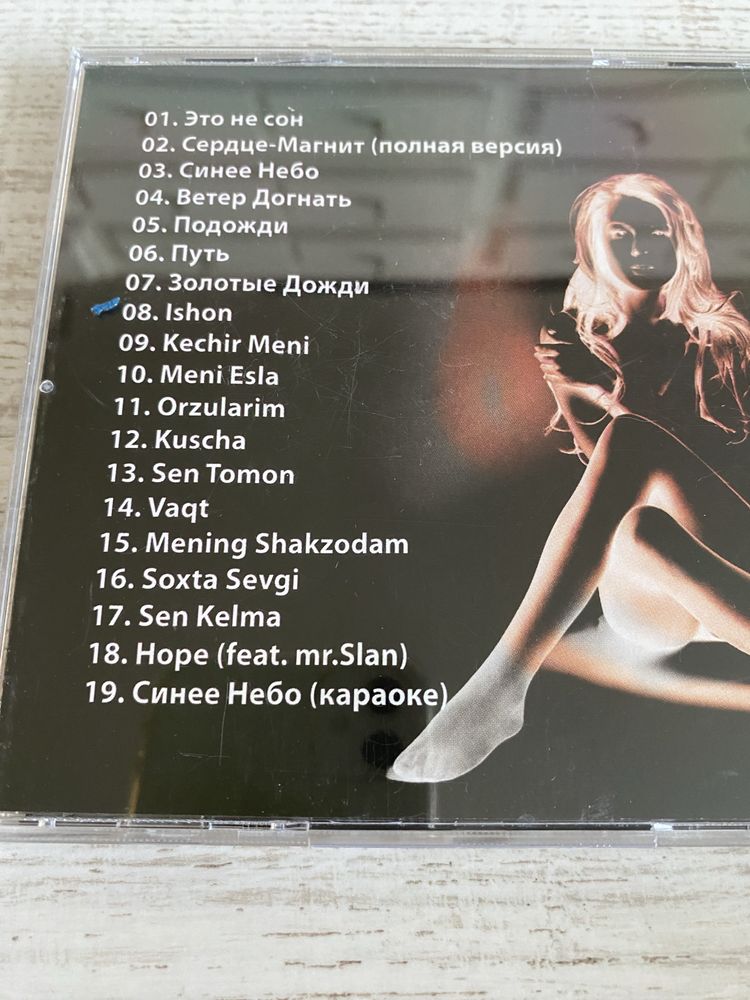 01. Это не сон
02. Сердце-Магнит (полная версия)
03. Синее Небо
04. Ветер Догнать
05. Подожди
06. Путь
07. Золотые Дожди
08. Ishon
09. Kechir Meni
10. Meni Esla
11. Orzularim
12. Kuscha
13. Sen Tomon
14. Vaqt
15. Mening Shakzodam
16. Soxta Sevgi
17. Sen Kelma
18. Hope (feat. mr.Slan)
19. Синее Небо (караоке)